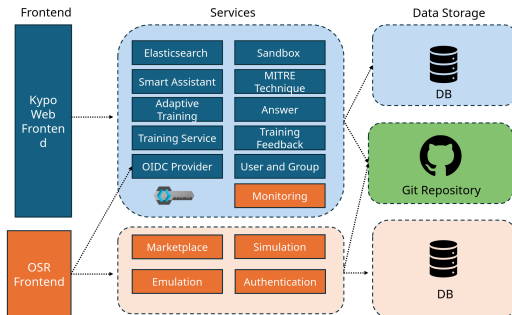 Frontend
Services
Data Storage
Kypo
Web
Fronten
d
Elasticsearch
Sandbox
Smart Assistant
MITRE
Technique
Adaptive
Training
Answer
Training Service
Training
Feedback
OIDC Provider
User and Group
Monitoring
DB
Git Repository
OSR
Frontend
Marketplace
Simulation
Emulation
Authentication
DB